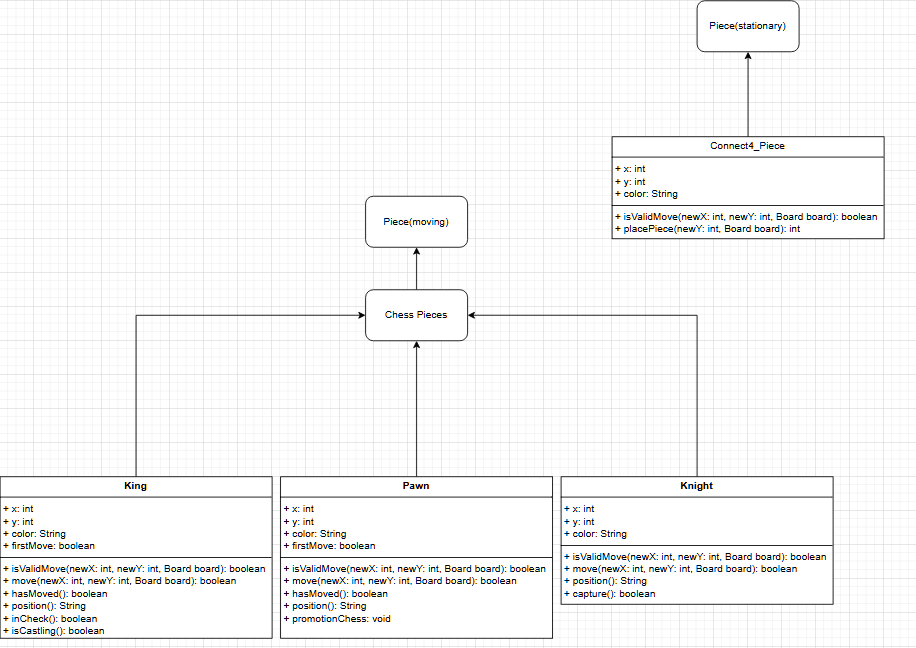 Piece(stationary)
Connect4_Piece
+ x: int
+ y: int
+ color: String
+ isValidMove(newX: int, newY: int, Board board): boolean
+ placePiece(newY: int, Board board): int
Piece(moving)
Chess Pieces
King
+ x: int
+ y: int
+ color: String
+ firstMove: boolean
+ isValidMove(newX: int, newY: int, Board board): boolean
+ move(newX: int, newY: int, Board board): boolean
+ hasMoved(): boolean
+ position(): String
+ inCheck(): boolean
+ isCastling(): boolean
Pawn
+ x: int
+ y: int
+ color: String
+ firstMove: boolean
+ isValidMove(newX: int, newY: int, Board board): boolean
+ move(newX: int, newY: int, Board board): boolean
+ hasMoved(): boolean
+ position(): String
+ promotionChess: void
Knight
+ x: int
+ y: int
+ color: String
+ isValidMove(newX: int, newY: int, Board board): boolean
+ move(newX: int, newY: int, Board board): boolean
+ position(): String
+ capture(): boolean